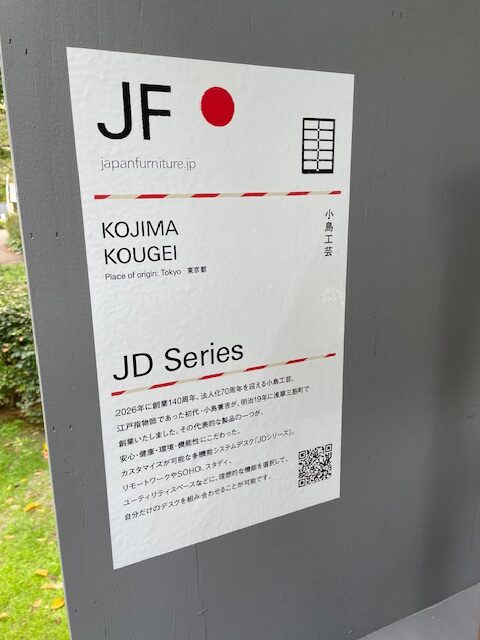 JF
japanfurniture.jp
KOJIMA
KOUGEI
小島工芸
Place of origin: Tokyo 東京都
JD Series
2026年に創業140周年、法人化70周年を迎える小島工芸。
江戸指物師であった初代・小島兼吉が、明治19年に浅草三筋町で
創業いたしました。その代表的な製品の一つが、
安心・健康・環境・機能性にこだわった、
カスタマイズが可能な多機能システムデスク「JDシリーズ」。
リモートワークやSOHO、スタディ、
ユーティリティスペースなどに、理想的な機能を選択して、
自分だけのデスクを組み合わせることが可能です。